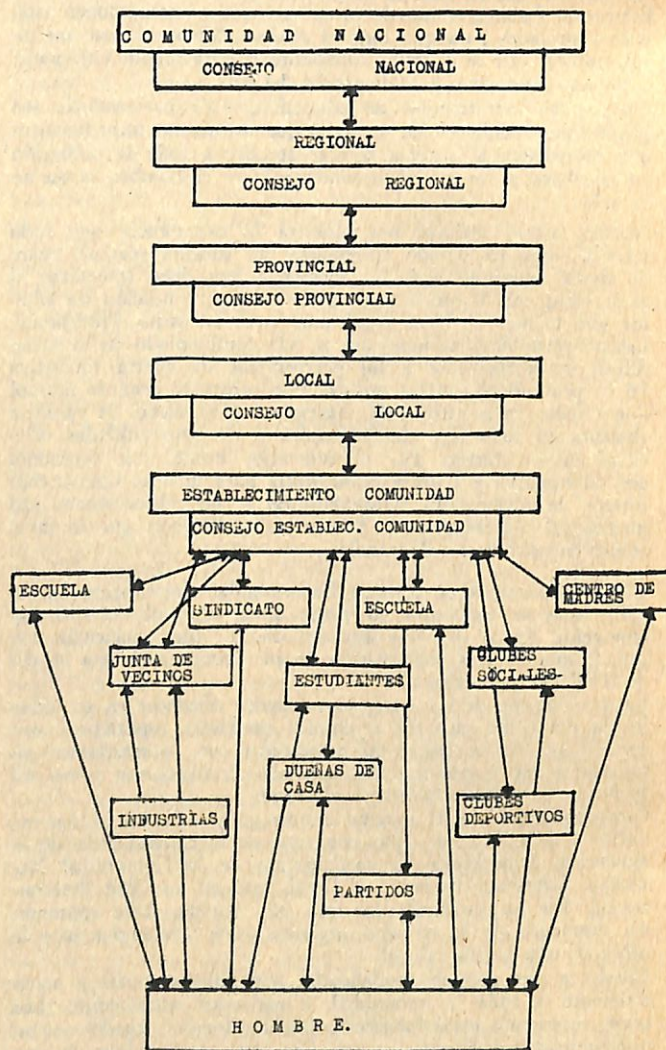 COMUNIDAD NACIONAL
CONSEJO NACIONAL
REGIONAL
CONSEJO REGIONAL
PROVINCIAL
CONSEJO PROVINCIAL
LOCAL
CONSEJO LOCAL
ESTABLECIMIENTO COMUNIDAD
CONSEJO ESTABLEC. COMUNIDAD
ESCUELA
SINDICATO
ESCUELA
CENTRO DE
MADRES
JUNTA DE
VECINOS
ESTUDIANTES
CLUBES
SOCIALES
DUEÑAS DE
CASA
INDUSTRIAS
CLUBES
DEPORTIVOS
PARTIDOS
HOMBRE.